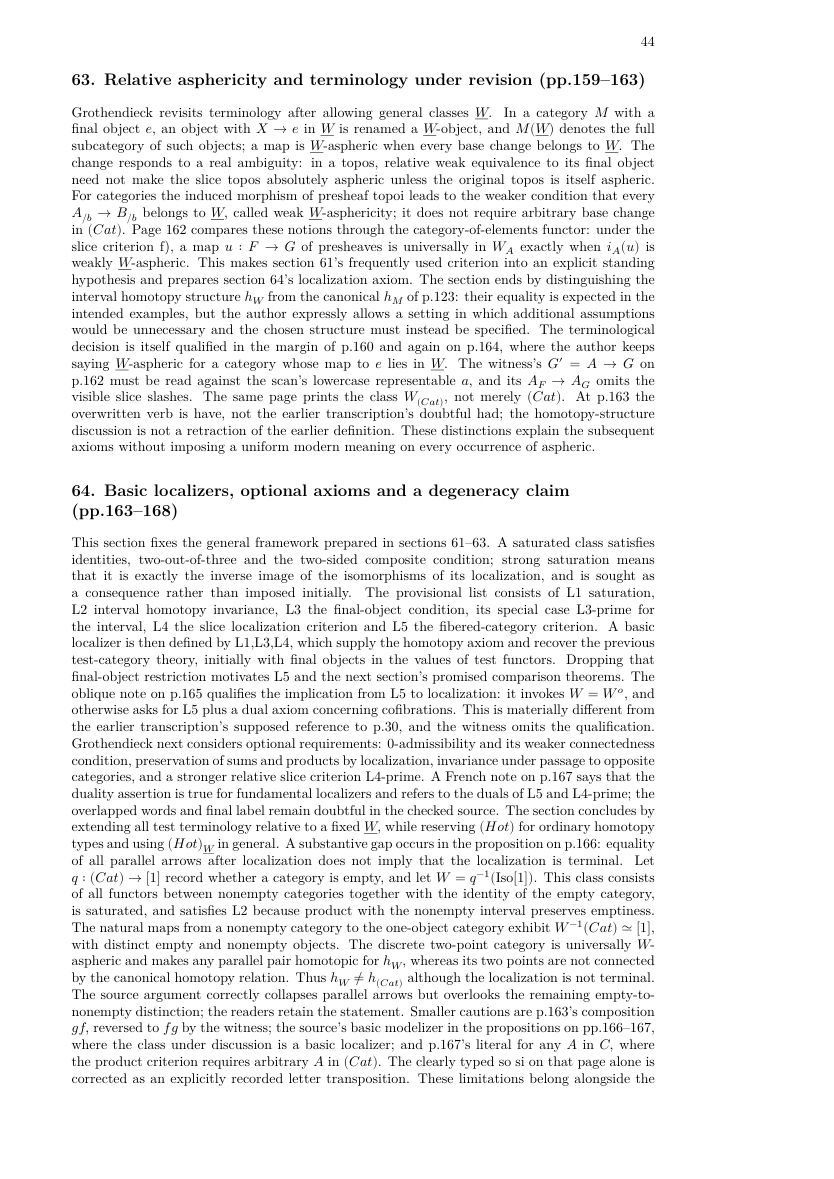 44
63. Relative asphericity and terminology under revision (pp.159–163)
Grothendieck revisits terminology after allowing general classes W. In a category M with a
final object e, an object with X → e in W is renamed a W-object, and M(W) denotes the full
subcategory of such objects; a map is W-aspheric when every base change belongs to W. The
change responds to a real ambiguity: in a topos, relative weak equivalence to its final object
need not make the slice topos absolutely aspheric unless the original topos is itself aspheric.
For categories the induced morphism of presheaf topoi leads to the weaker condition that every
A/b → B/b belongs to W, called weak W-asphericity; it does not require arbitrary base change
in (Cat). Page 162 compares these notions through the category-of-elements functor: under the
slice criterion f), a map u : F → G of presheaves is universally in W_A exactly when i_A(u) is
weakly W-aspheric. This makes section 61's frequently used criterion into an explicit standing
hypothesis and prepares section 64's localization axiom. The section ends by distinguishing the
interval homotopy structure h_W from the canonical h_M of p.123: their equality is expected in the
intended examples, but the author expressly allows a setting in which additional assumptions
would be unnecessary and the chosen structure must instead be specified. The terminological
decision is itself qualified in the margin of p.160 and again on p.164, where the author keeps
saying W-aspheric for a category whose map to e lies in W. The witness's G′ = A → G on
p.162 must be read against the scan's lowercase representable a, and its A_F → A_G omits the
visible slice slashes. The same page prints the class W_(Cat), not merely (Cat). At p.163 the
overwritten verb is have, not the earlier transcription's doubtful had; the homotopy-structure
discussion is not a retraction of the earlier definition. These distinctions explain the subsequent
axioms without imposing a uniform modern meaning on every occurrence of aspheric.
64. Basic localizers, optional axioms and a degeneracy claim
(pp.163–168)
This section fixes the general framework prepared in sections 61–63. A saturated class satisfies
identities, two-out-of-three and the two-sided composite condition; strong saturation means
that it is exactly the inverse image of the isomorphisms of its localization, and is sought as
a consequence rather than imposed initially. The provisional list consists of L1 saturation,
L2 interval homotopy invariance, L3 the final-object condition, its special case L3-prime for
the interval, L4 the slice localization criterion and L5 the fibered-category criterion. A basic
localizer is then defined by L1,L3,L4, which supply the homotopy axiom and recover the previous
test-category theory, initially with final objects in the values of test functors. Dropping that
final-object restriction motivates L5 and the next section's promised comparison theorems. The
oblique note on p.165 qualifies the implication from L5 to localization: it invokes W = W^o, and
otherwise asks for L5 plus a dual axiom concerning cofibrations. This is materially different from
the earlier transcription's supposed reference to p.30, and the witness omits the qualification.
Grothendieck next considers optional requirements: 0-admissibility and its weaker connectedness
condition, preservation of sums and products by localization, invariance under passage to opposite
categories, and a stronger relative slice criterion L4-prime. A French note on p.167 says that the
duality assertion is true for fundamental localizers and refers to the duals of L5 and L4-prime; the
overlapped words and final label remain doubtful in the checked source. The section concludes by
extending all test terminology relative to a fixed W, while reserving (Hot) for ordinary homotopy
types and using (Hot)_W in general. A substantive gap occurs in the proposition on p.166: equality
of all parallel arrows after localization does not imply that the localization is terminal. Let
q : (Cat) → [1] record whether a category is empty, and let W = q⁻¹(Iso[1]). This class consists
of all functors between nonempty categories together with the identity of the empty category,
is saturated, and satisfies L2 because product with the nonempty interval preserves emptiness.
The natural maps from a nonempty category to the one-object category exhibit W⁻¹(Cat) ≃ [1],
with distinct empty and nonempty objects. The discrete two-point category is universally W-
aspheric and makes any parallel pair homotopic for h_W, whereas its two points are not connected
by the canonical homotopy relation. Thus h_W ≠ h_(Cat) although the localization is not terminal.
The source argument correctly collapses parallel arrows but overlooks the remaining empty-to-
nonempty distinction; the readers retain the statement. Smaller cautions are p.163's composition
gf, reversed to fg by the witness; the source's basic modelizer in the propositions on pp.166–167,
where the class under discussion is a basic localizer; and p.167's literal for any A in C, where
the product criterion requires arbitrary A in (Cat). The clearly typed so si on that page alone is
corrected as an explicitly recorded letter transposition. These limitations belong alongside the